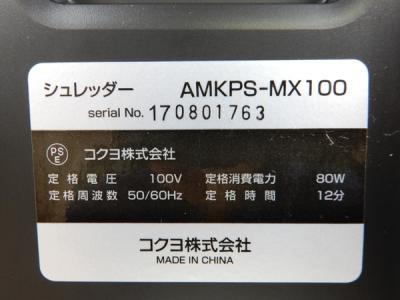 シュレッダー AMKPS-MX100
serial No. 170801763
PS
E
コクヨ株式会社
定格電圧 100V 定格消費電力 80W
定格周波数 50/60Hz 定格時間 12分
コクヨ株式会社
MADE IN CHINA